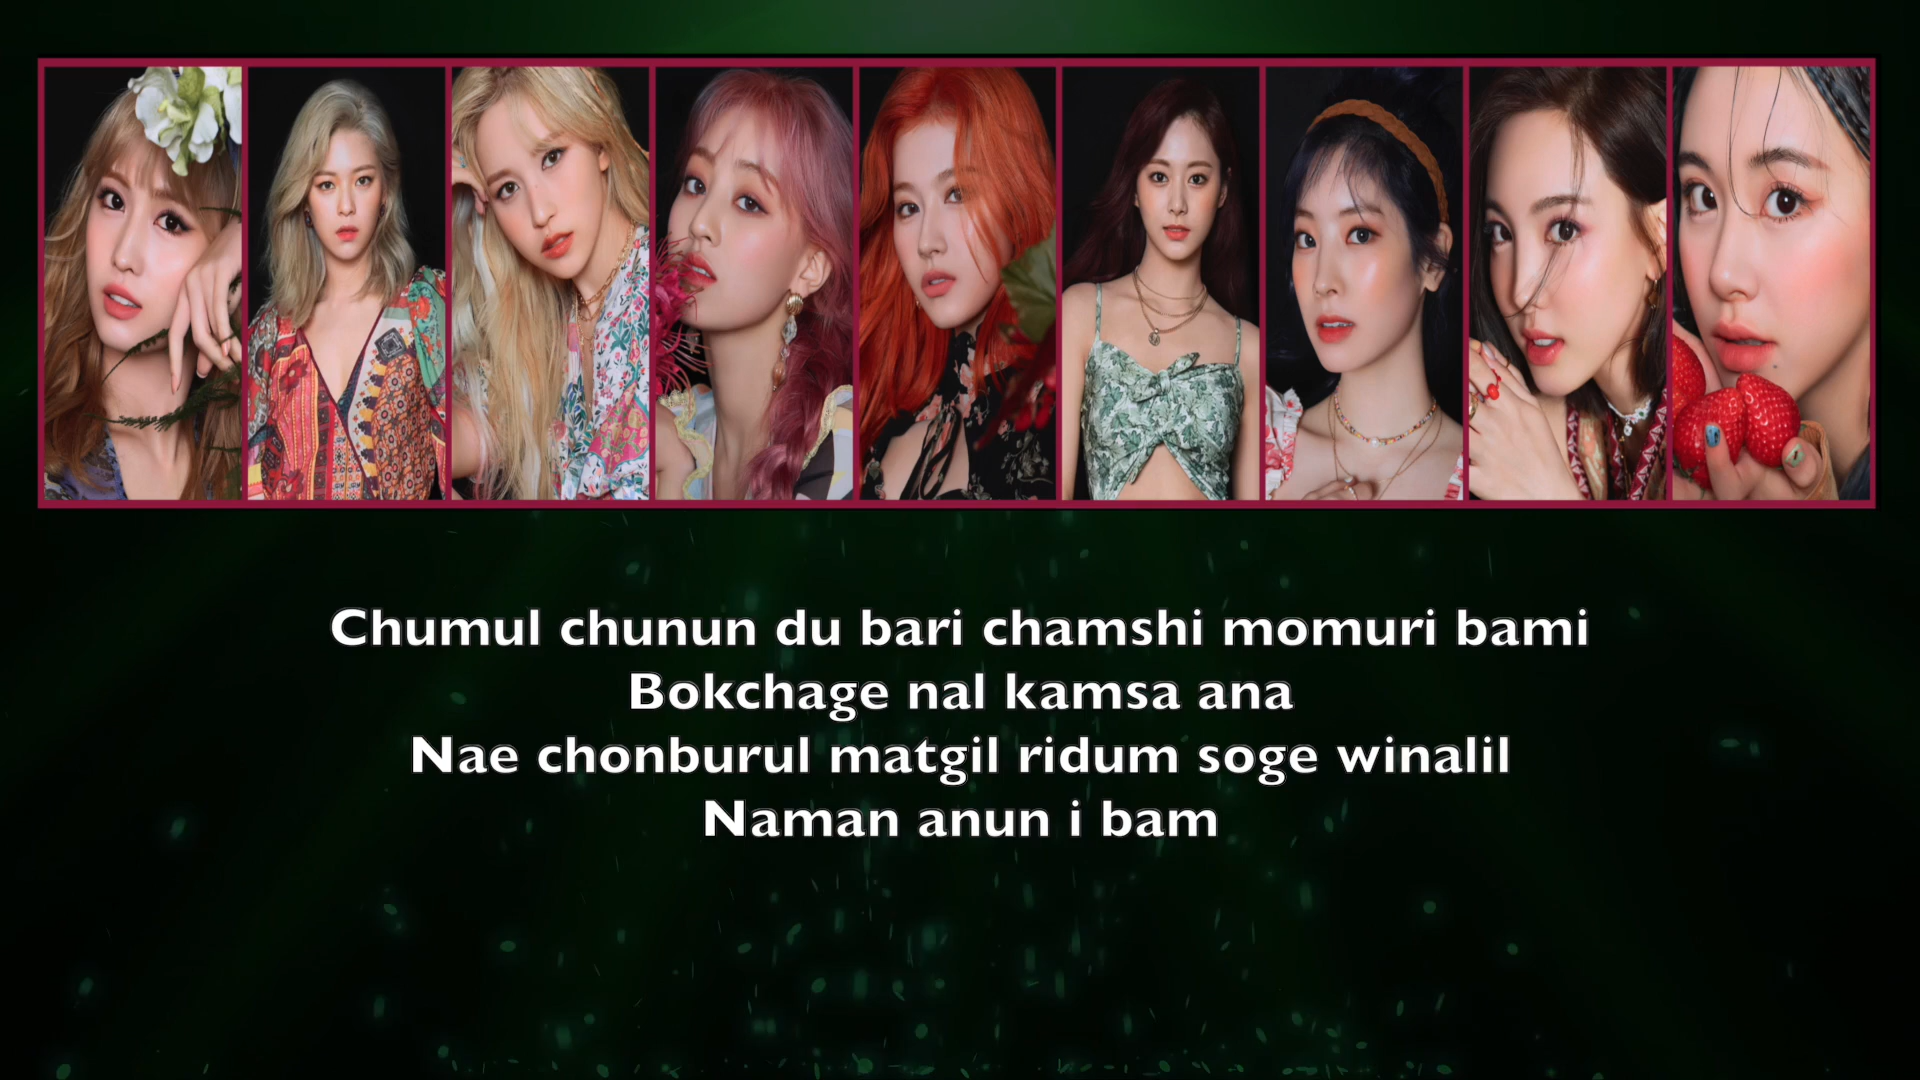 Chumul chunun du bari chamshi momuri bami
Bokchage nal kamsa ana
Nae chonburul matgil ridum soge winalil
Naman anun i bam